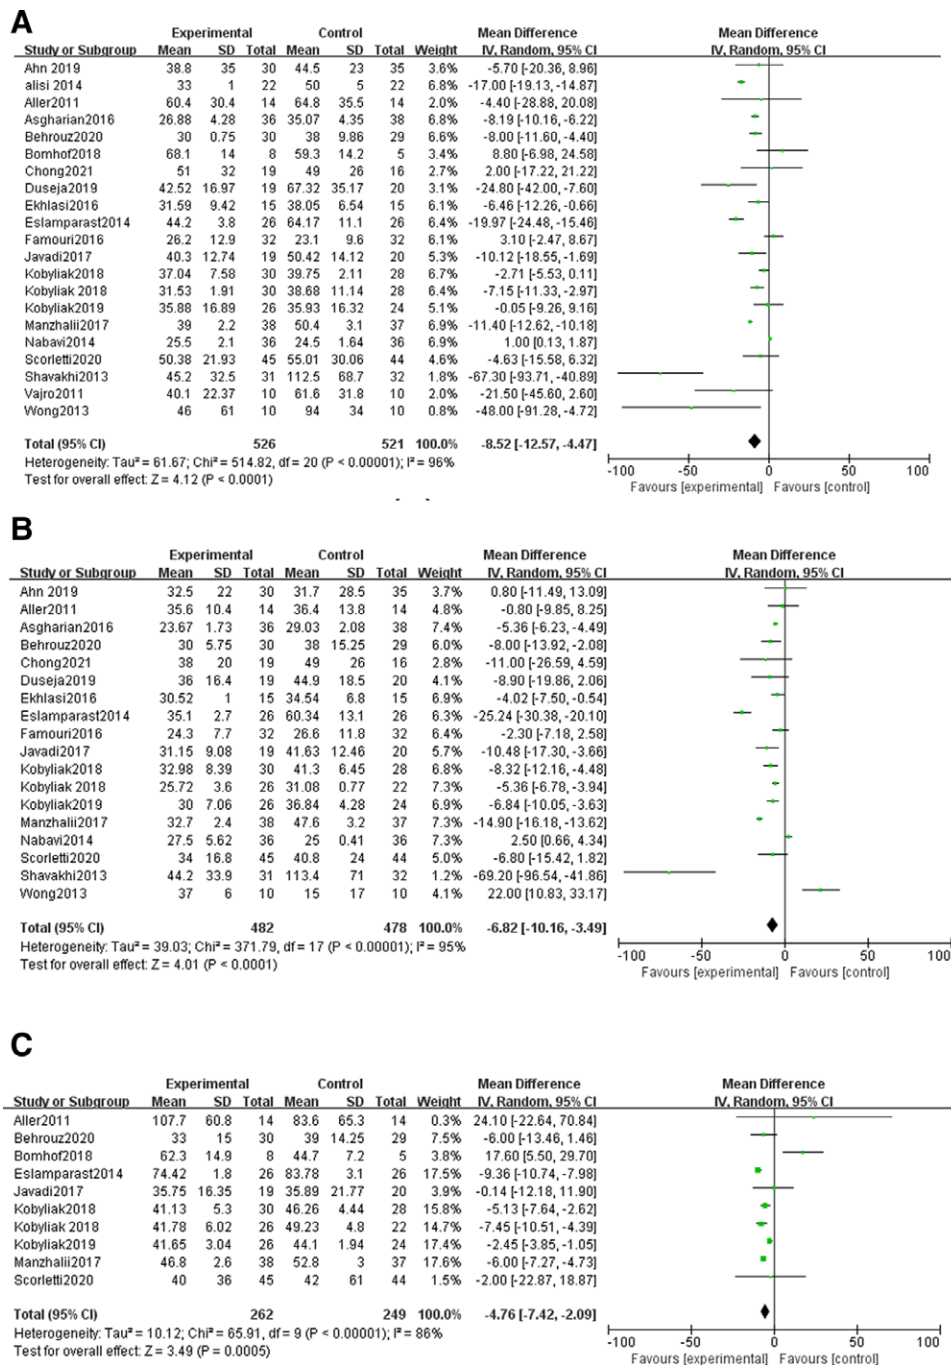 A
Experimental Control Mean Difference Mean Difference
Study or Subgroup Mean SD Total Mean SD Total Weight IV, Random, 95% CI IV, Random, 95% CI
Ahn 2019 38.8 35 30 44.5 23 35 3.6% -5.70 [-20.36, 8.96]
alisi 2014 33 1 22 50 5 22 6.8% -17.00 [-19.13, -14.87]
Aller2011 60.4 30.4 14 64.8 35.5 14 1.9% -4.40 [-28.88, 20.08]
Asgharian2016 26.88 4.28 36 35.07 4.35 38 6.8% -8.19 [-10.16, -6.22]
Behrouz2020 30 0.75 30 38 9.86 29 6.6% -8.00 [-11.60, -4.40]
Bomhof2018 68.1 14 8 59.3 14.2 5 3.4% 8.80 [-6.98, 24.58]
Chong2021 51 32 19 49 26 16 2.7% 2.00 [-17.22, 21.22]
Duseja2019 42.52 16.97 19 67.32 35.17 20 3.1% -24.80 [-42.00, -7.60]
Ekhlasi2016 31.59 9.42 15 38.05 6.54 15 6.1% -6.46 [-12.26, -0.66]
Eslamparast2014 44.2 3.8 26 64.17 11.1 26 6.4% -19.97 [-24.48, -15.46]
Famouri2016 26.2 12.9 32 23.1 9.6 32 6.1% 3.10 [-2.47, 8.67]
Javadi2017 40.3 12.74 19 50.42 14.12 20 5.4% -10.12 [-18.55, -1.69]
Kobyliak2018 37.04 7.58 30 39.75 2.11 28 6.7% -2.71 [-5.53, 0.11]
Kobyliak 2018 31.53 1.91 30 38.68 11.14 28 6.5% -7.15 [-11.33, -2.97]
Kobyliak2019 35.88 16.89 26 35.93 16.32 24 5.1% -0.05 [-9.26, 9.16]
Manzhalii2017 39 2.2 38 50.4 3.1 37 6.9% -11.40 [-12.62, -10.18]
Nabavi2014 25.5 2.1 36 24.5 1.64 36 6.9% 1.00 [0.13, 1.87]
Scorletti2020 50.38 21.93 45 55.01 30.06 44 4.6% -4.63 [-15.58, 6.32]
Shavakhi2013 45.2 32.5 31 112.5 68.7 32 1.8% -67.30 [-93.71, -40.89]
Vajro2011 40.1 22.37 10 61.6 31.8 10 2.0% -21.50 [-45.60, 2.60]
Wong2013 46 61 10 94 34 10 0.8% -48.00 [-91.28, -4.72]
Total (95% CI) 526 521 100.0% -8.52 [-12.57, -4.47]
Heterogeneity: Tau² = 61.67; Chi² = 514.82, df = 20 (P < 0.00001); I² = 96%
Test for overall effect: Z = 4.12 (P < 0.0001)
-100 -50 0 50 100
Favours [experimental] Favours [control]
B
Experimental Control Mean Difference Mean Difference
Study or Subgroup Mean SD Total Mean SD Total Weight IV, Random, 95% CI IV, Random, 95% CI
Ahn 2019 32.5 22 30 31.7 28.5 35 3.7% 0.80 [-11.49, 13.09]
Aller2011 35.6 10.4 14 36.4 13.8 14 4.8% -0.80 [-9.85, 8.25]
Asgharian2016 23.67 1.73 36 29.03 2.08 38 7.4% -5.36 [-6.23, -4.49]
Behrouz2020 30 5.75 30 38 15.25 29 6.0% -8.00 [-13.92, -2.08]
Chong2021 38 20 19 49 26 16 2.7% -11.00 [-26.59, 4.59]
Duseja2019 36 16.4 19 44.9 18.5 20 4.1% -8.90 [-19.86, 2.06]
Ekhlasi2016 30.52 1 15 34.54 6.8 15 6.9% -4.02 [-7.50, -0.54]
Eslamparast2014 35.1 2.7 26 60.34 13.1 26 6.3% -25.24 [-30.38, -20.10]
Famouri2016 24.3 7.7 32 26.6 11.8 32 6.4% -2.30 [-7.18, 2.58]
Javadi2017 31.15 9.08 19 41.63 12.46 20 5.7% -10.48 [-17.30, -3.66]
Kobyliak2018 32.98 8.39 30 41.3 6.45 28 6.8% -8.32 [-12.16, -4.48]
Kobyliak 2018 25.72 3.6 26 31.08 0.77 22 7.3% -5.36 [-6.78, -3.94]
Kobyliak2019 30 7.06 26 36.84 4.28 24 6.9% -6.84 [-10.05, -3.63]
Manzhalii2017 32.7 2.4 38 47.6 3.2 37 7.4% -14.90 [-16.18, -13.62]
Nabavi2014 27.5 5.62 36 25 0.41 36 7.3% 2.50 [0.66, 4.34]
Scorletti2020 34 16.8 45 40.8 24 44 5.0% -6.80 [-15.42, 1.82]
Shavakhi2013 44.2 33.9 31 113.4 71 32 1.2% -69.20 [-96.54, -41.86]
Wong2013 37 6 10 15 17 10 4.1% 22.00 [10.83, 33.17]
Total (95% CI) 482 478 100.0% -6.82 [-10.16, -3.49]
Heterogeneity: Tau² = 39.03; Chi² = 371.79, df = 17 (P < 0.00001); I² = 95%
Test for overall effect: Z = 4.01 (P < 0.0001)
-100 -50 0 50 100
Favours [experimental] Favours [control]
C
Experimental Control Mean Difference Mean Difference
Study or Subgroup Mean SD Total Mean SD Total Weight IV, Random, 95% CI IV, Random, 95% CI
Aller2011 107.7 60.8 14 83.6 65.3 14 0.3% 24.10 [-22.64, 70.84]
Behrouz2020 33 15 30 39 14.25 29 7.5% -6.00 [-13.46, 1.46]
Bomhof2018 62.3 14.9 8 44.7 7.2 5 3.7% 17.60 [5.50, 29.70]
Eslamparast2014 74.42 1.8 26 83.78 3.1 26 17.5% -9.36 [-10.74, -7.98]
Javadi2017 35.75 16.35 19 35.89 21.77 20 3.7% -0.14 [-12.18, 11.90]
Kobyliak2018 41.13 5.3 30 46.26 4.44 28 16.0% -5.13 [-7.64, -2.62]
Kobyliak 2018 41.78 6.02 26 49.23 4.8 22 14.7% -7.45 [-10.51, -4.39]
Kobyliak2019 41.65 3.04 26 44.1 1.94 24 17.4% -2.45 [-3.85, -1.05]
Manzhalii2017 46.8 2.6 38 52.8 3 37 17.6% -6.00 [-7.27, -4.73]
Scorletti2020 40 36 45 42 61 44 1.5% -2.00 [-22.87, 18.87]
Total (95% CI) 262 249 100.0% -4.76 [-7.42, -2.09]
Heterogeneity: Tau² = 10.12; Chi² = 65.91, df = 9 (P < 0.00001); I² = 86%
Test for overall effect: Z = 3.49 (P = 0.0005)
-100 -50 0 50 100
Favours [experimental] Favours [control]